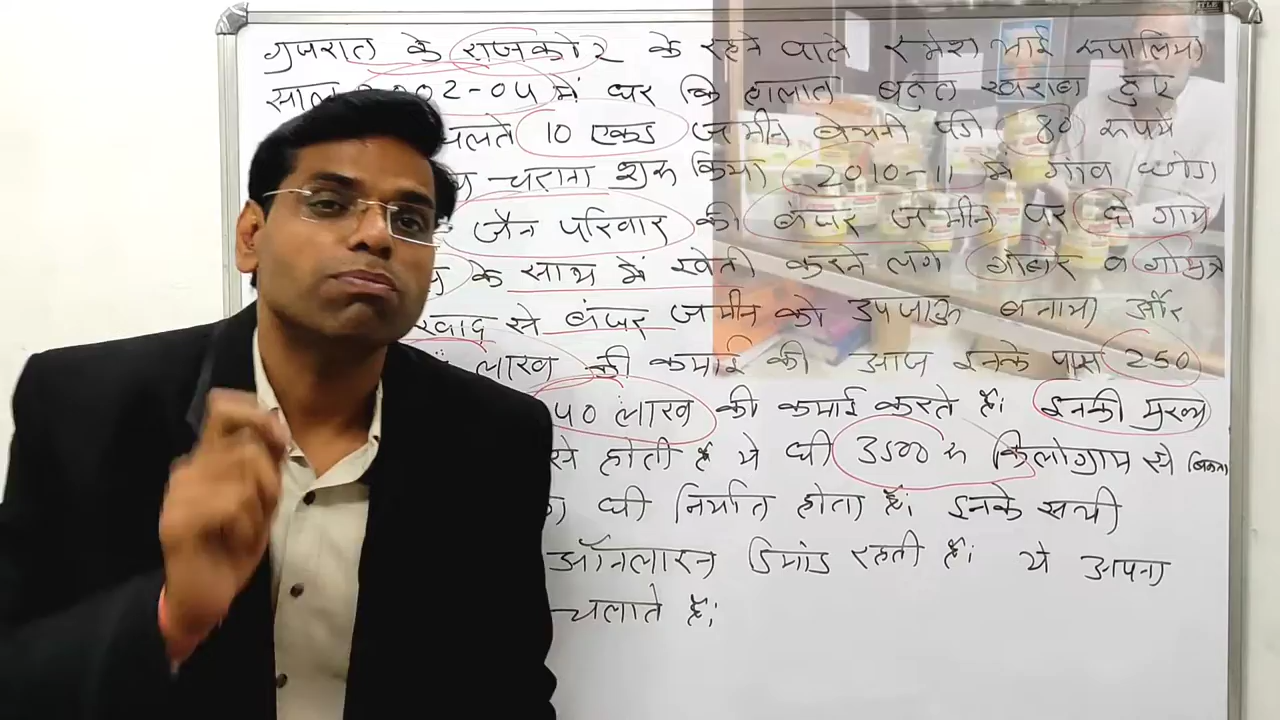 गुजरात के राजकोट के रहने वाले रमेश भाई रूपालिया
साल 2002-04 में घर कि हालात बहुत खराब हुए
चलते 10 एकड जमीन बेचनी पडी 80 रूपये
चराना शुरू किया 2010-11 में गांव छोडा
जैन परिवार की बंजर जमीन पर दो गाय
के साथ में खेती करने लगे गोबर व गोमूत्र
खाद से बंजर जमीन को उपजाऊ बनाया और
लाख की कमाई की आज इनके पास 250
50 लाख की कमाई करते हैं। इनकी मुख्य
से होती है ये घी 3500 रू किलोग्राम से बिकता
घी निर्यात होता है। इनके सभी
ऑनलाइन डिमांड रहती है। ये अपना
चलाते हैं।